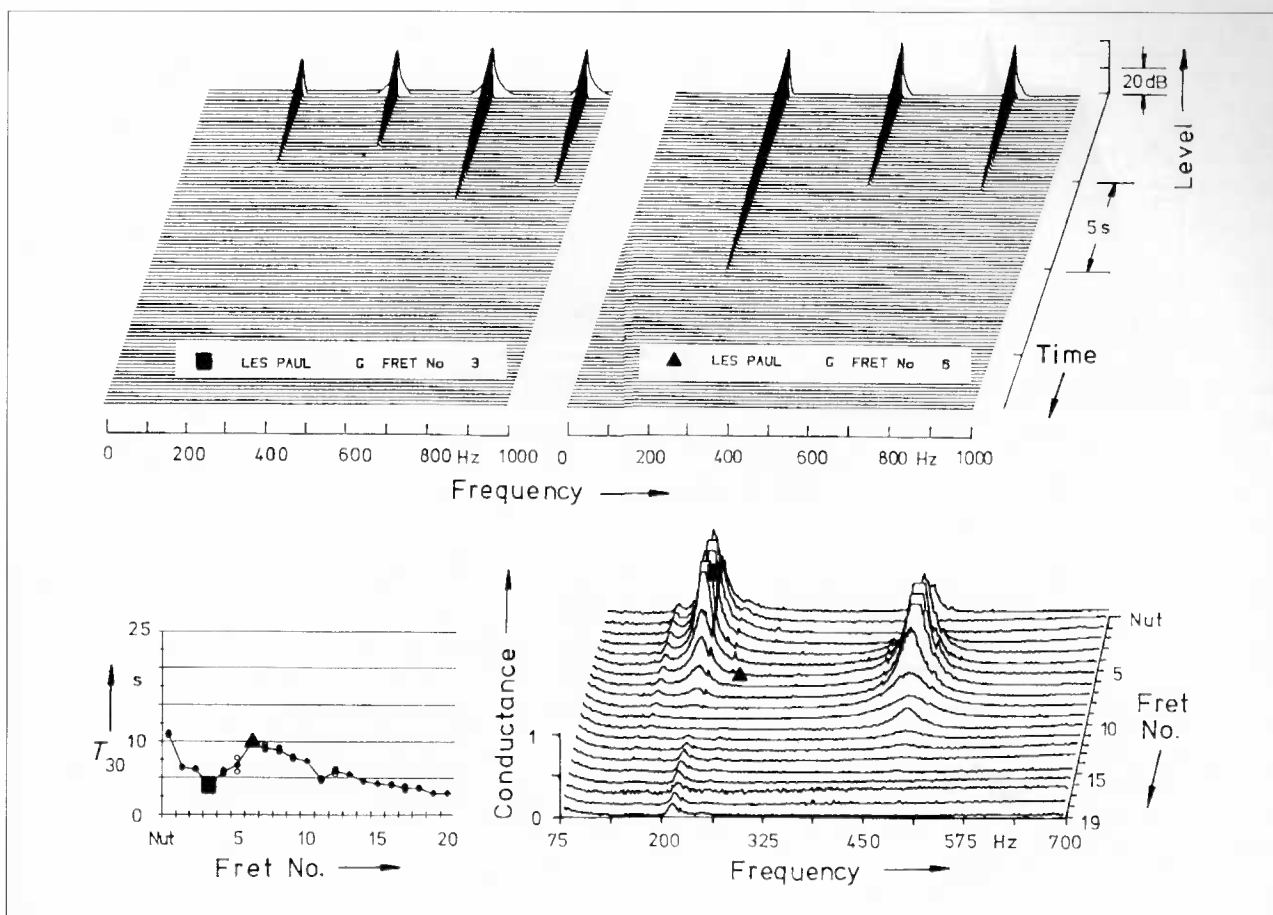 20 dB
Level
5 s
Time
■ LES PAUL G FRET No 3
▲ LES PAUL G FRET No 6
0 200 400 600 800 Hz 1000
0 200 400 600 800 Hz 1000
Frequency
25
s
10
T30
0
Nut 5 10 15 20
Fret No.
Conductance
1
0
75 200 325 450 575 Hz 700
Frequency
Nut
5
10
15
19
Fret
No.